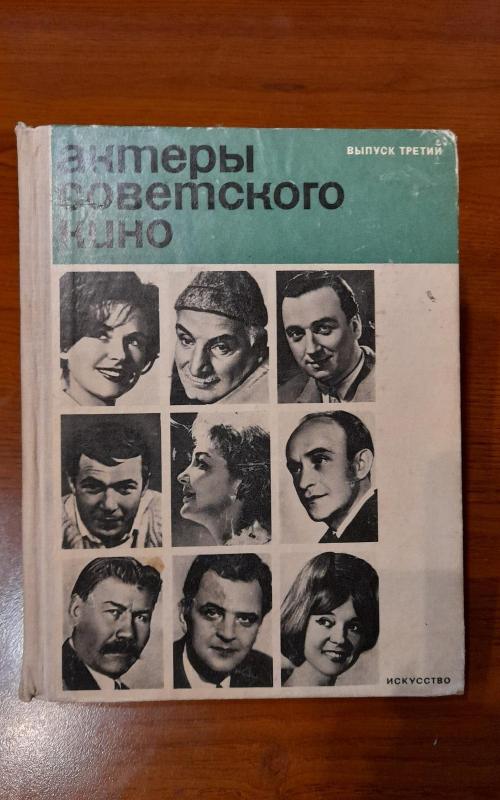 актеры
советского
кино
ВЫПУСК ТРЕТИЙ
ИСКУССТВО